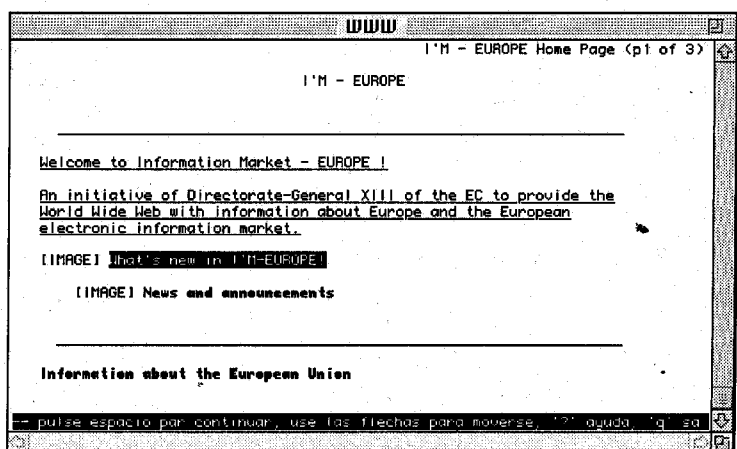 WWW
I'M - EUROPE Home Page (p1 of 3)
I'M - EUROPE
Welcome to Information Market - EUROPE !
An initiative of Directorate-General XIII of the EC to provide the
World Wide Web with information about Europe and the European
electronic information market.
[IMAGE] What's new in I'M-EUROPE!
[IMAGE] News and announcements
Information about the European Union
-- pulse espacio par continuar, use las flechas para moverse, '?' ayuda, 'q' sa